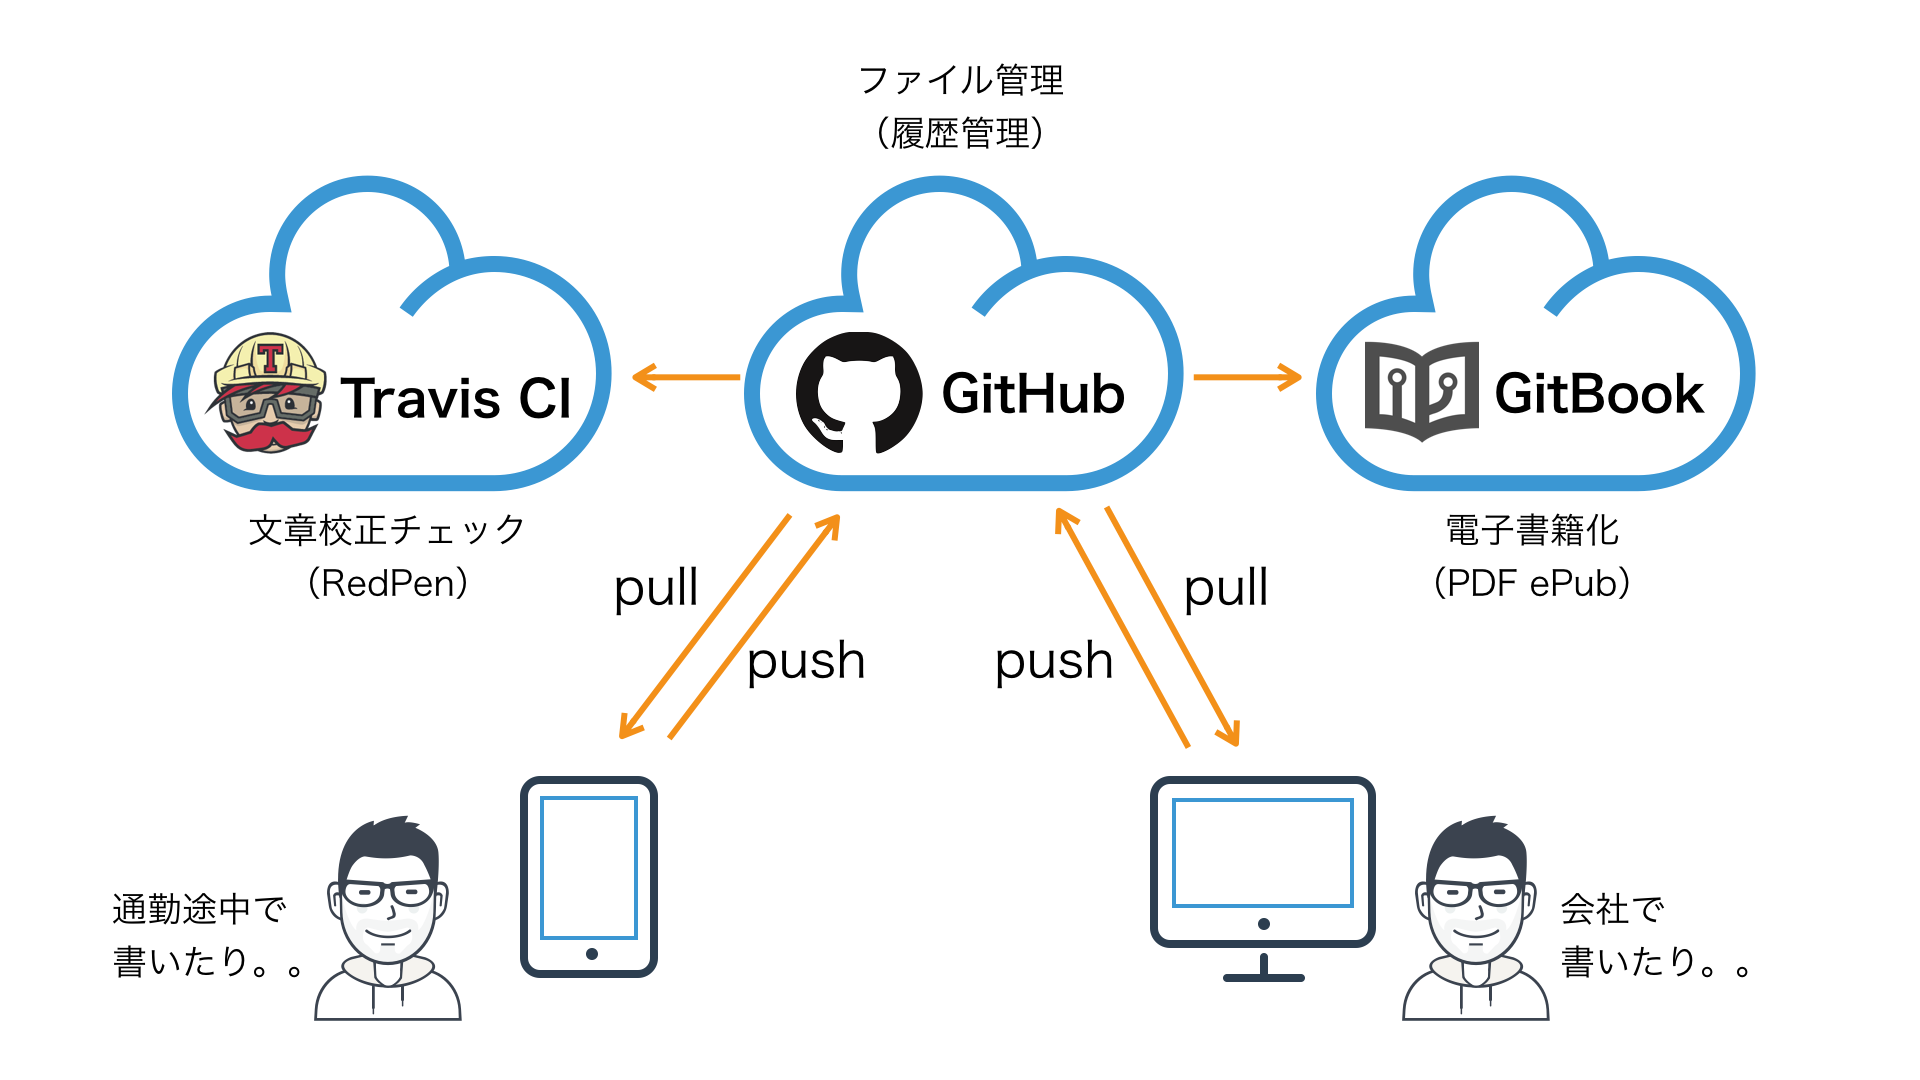 ファイル管理
（履歴管理）
T
Travis CI
GitHub
GitBook
文章校正チェック
（RedPen）
電子書籍化
（PDF ePub）
pull
push
push
pull
通勤途中で
書いたり。。
会社で
書いたり。。